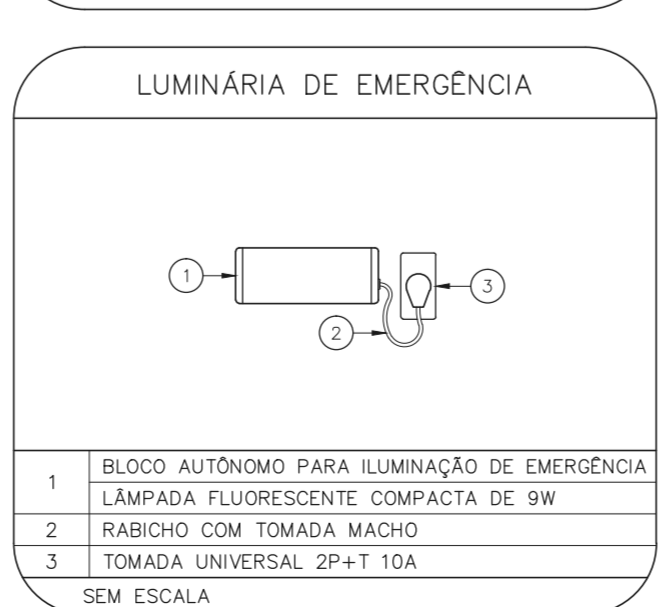 LUMINÁRIA DE EMERGÊNCIA
1
3
2
1
BLOCO AUTÔNOMO PARA ILUMINAÇÃO DE EMERGÊNCIA
LÂMPADA FLUORESCENTE COMPACTA DE 9W
2 RABICHO COM TOMADA MACHO
3 TOMADA UNIVERSAL 2P+T 10A
SEM ESCALA